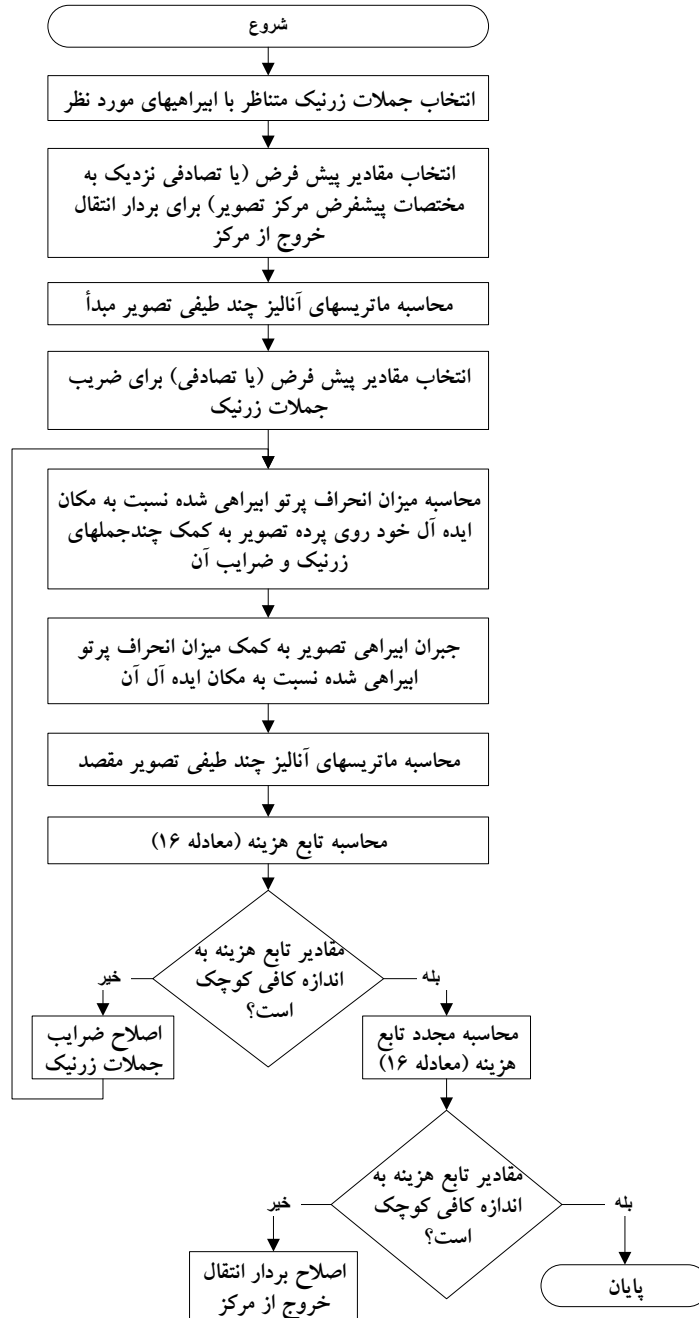 شروع
انتخاب جملات زرنیک متناظر با ابیراهیهای مورد نظر
انتخاب مقادیر پیش فرض (یا تصادفی نزدیک به
مختصات پیشفرض مرکز تصویر) برای بردار انتقال
خروج از مرکز
محاسبه ماتریسهای آنالیز چند طیفی تصویر مبدأ
انتخاب مقادیر پیش فرض (یا تصادفی) برای ضریب
جملات زرنیک
محاسبه میزان انحراف پرتو ابیراهی شده نسبت به مکان
ایده آل خود روی پرده تصویر به کمک چندجملهای
زرنیک و ضرایب آن
جبران ابیراهی تصویر به کمک میزان انحراف پرتو
ابیراهی شده نسبت به مکان ایده آل آن
محاسبه ماتریسهای آنالیز چند طیفی تصویر مقصد
محاسبه تابع هزینه (معادله ۱۶)
مقادیر تابع هزینه به
اندازه کافی کوچک
است؟
بله
خیر
محاسبه مجدد تابع
هزینه (معادله ۱۶)
اصلاح ضرایب
جملات زرنیک
مقادیر تابع هزینه به
اندازه کافی کوچک
است؟
بله
خیر
پایان
اصلاح بردار انتقال
خروج از مرکز